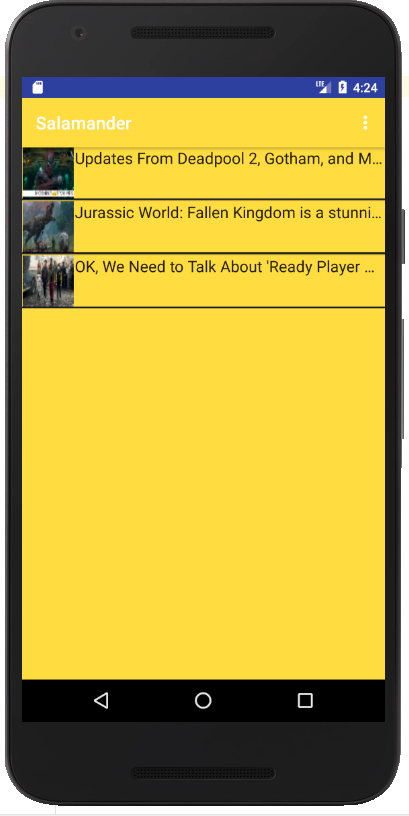 LTE 4:24
Salamander
Updates From Deadpool 2, Gotham, and M...
Jurassic World: Fallen Kingdom is a stunni...
OK, We Need to Talk About 'Ready Player ...